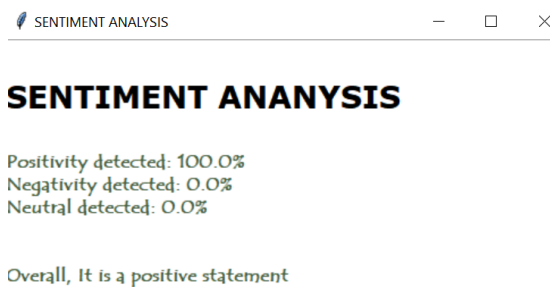 SENTIMENT ANALYSIS
SENTIMENT ANANYSIS
Positivity detected: 100.0%
Negativity detected: 0.0%
Neutral detected: 0.0%
Overall, It is a positive statement